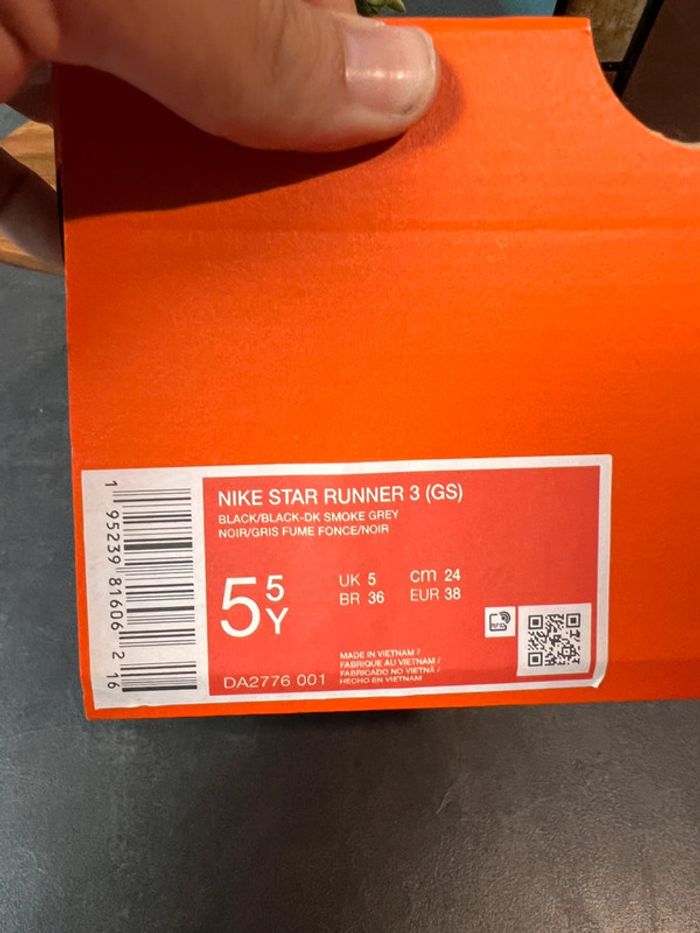 NIKE STAR RUNNER 3 (GS)
BLACK/BLACK-DK SMOKE GREY
NOIR/GRIS FUME FONCE/NOIR
5 5 Y
UK 5 cm 24
BR 36 EUR 38
RFID
MADE IN VIETNAM /
FABRIQUE AU VIETNAM /
FABRICADO NO VIETNÃ /
HECHO EN VIETNAM
DA2776 001
1 95239 81606 2 16